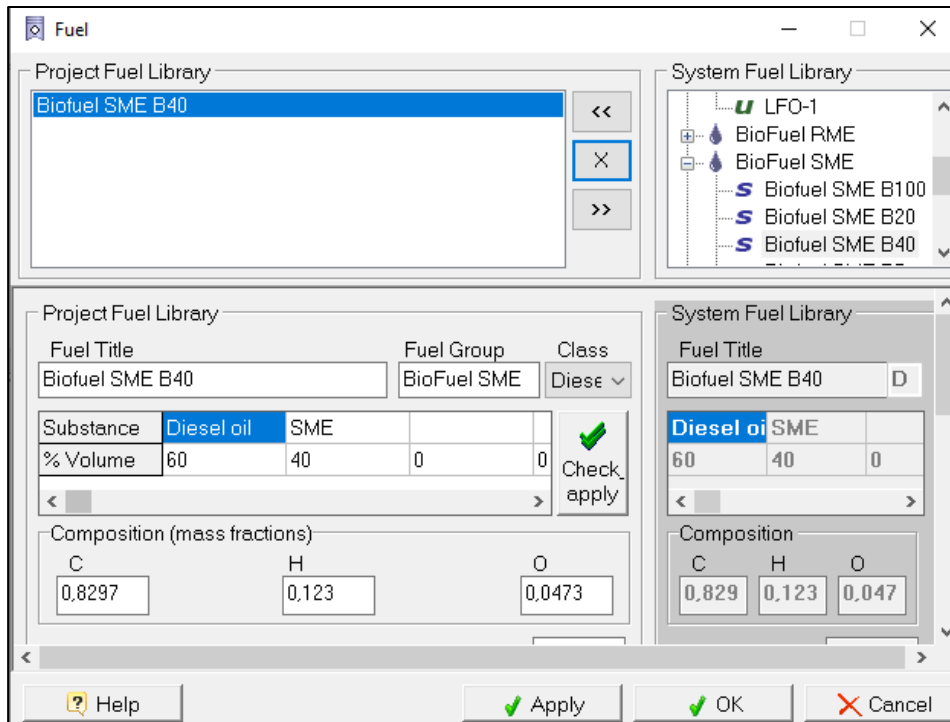 Fuel
Project Fuel Library
Biofuel SME B40
<<
X
>>
System Fuel Library
u LFO-1
BioFuel RME
BioFuel SME
s Biofuel SME B100
s Biofuel SME B20
s Biofuel SME B40
Project Fuel Library
Fuel Title Fuel Group Class
Biofuel SME B40 BioFuel SME Diese
Substance Diesel oil SME
% Volume 60 40 0 0
Check_
apply
Composition (mass fractions)
C H O
0,8297 0,123 0,0473
System Fuel Library
Fuel Title
Biofuel SME B40 D
Diesel oi SME
60 40 0
Composition
C H O
0,829 0,123 0,047
Help Apply OK Cancel